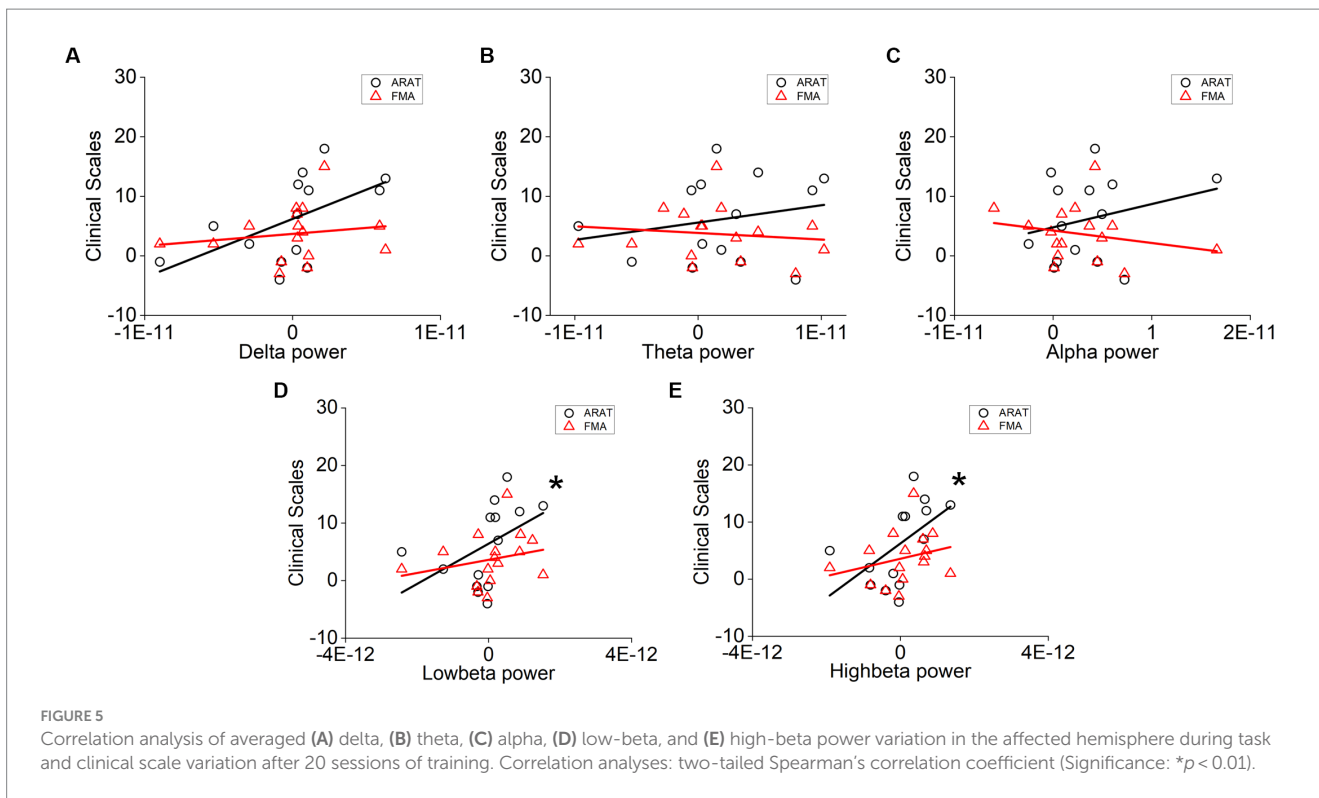 A
30
20
10
0
-10
Clinical Scales
ARAT
FMA
-1E-11 0 1E-11
Delta power
B
30
20
10
0
-10
Clinical Scales
ARAT
FMA
-1E-11 0 1E-11
Theta power
C
30
20
10
0
-10
Clinical Scales
ARAT
FMA
-1E-11 0 1 2E-11
Alpha power
D
30
20
10
0
-10
Clinical Scales
ARAT
FMA
*
-4E-12 0 4E-12
Lowbeta power
E
30
20
10
0
-10
Clinical Scales
ARAT
FMA
*
-4E-12 0 4E-12
Highbeta power
FIGURE 5
Correlation analysis of averaged (A) delta, (B) theta, (C) alpha, (D) low-beta, and (E) high-beta power variation in the affected hemisphere during task
and clinical scale variation after 20 sessions of training. Correlation analyses: two-tailed Spearman's correlation coefficient (Significance: *p < 0.01).